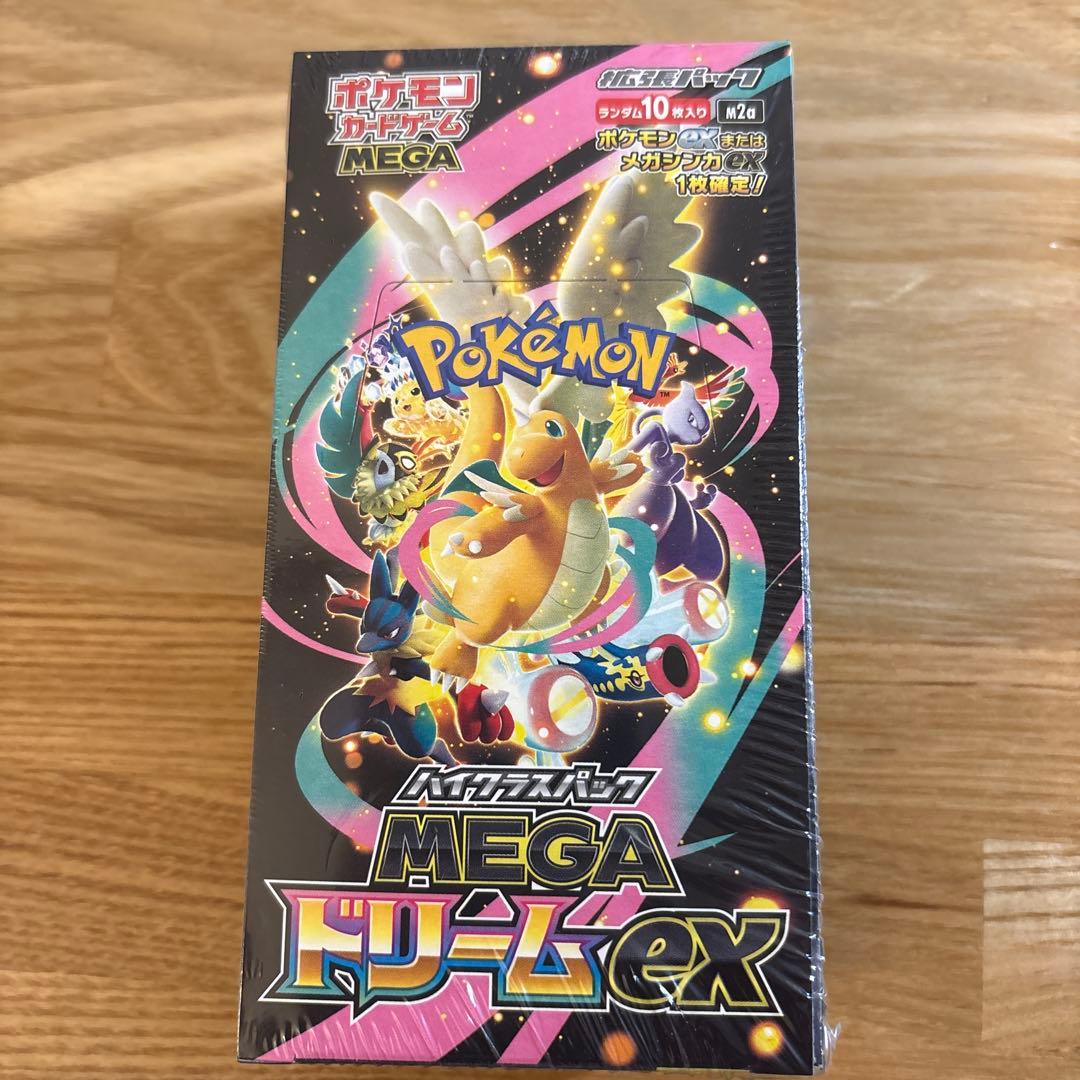 ポケモン
カードゲーム
MEGA
拡張パック
ランダム10枚入り M2a
ポケモンexまたは
メガシンカex
1枚確定!
POKéMON
TM
ハイクラスパック
MEGA
ドリームex